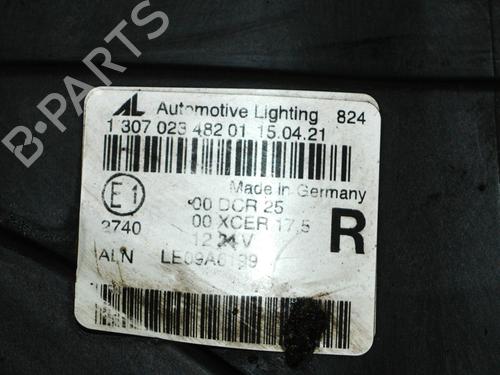 AL Automotive Lighting 824
1 307 023 482 01 15.04.21
Made in Germany
E1
00 DCR 25
00 XCER 17,5
2740
12 24 V
R
ALN LE09A0199
B-PARTS